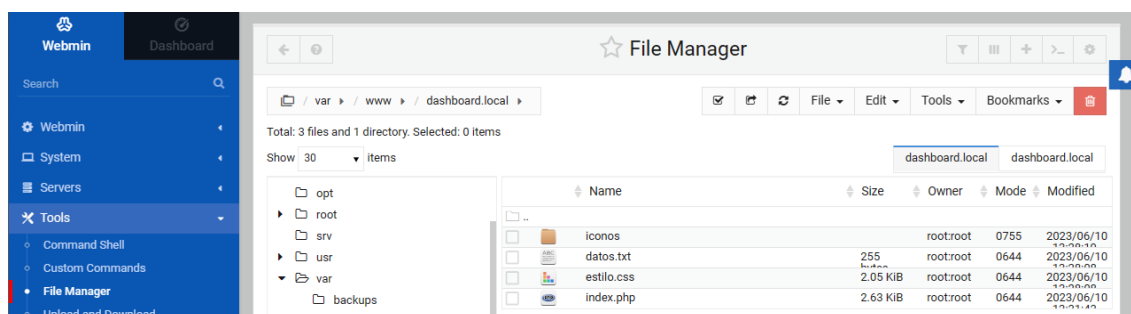 Webmin
Dashboard
Search
Webmin
System
Servers
Tools
Command Shell
Custom Commands
File Manager
Upload and Download
File Manager
/ var / www / dashboard.local
File Edit Tools Bookmarks
Total: 3 files and 1 directory. Selected: 0 items
Show 30 items
dashboard.local dashboard.local
opt
root
srv
usr
var
backups
Name Size Owner Mode Modified
..
iconos root:root 0755 2023/06/10
datos.txt 255 bytes root:root 0644 2023/06/10
estilo.css 2.05 KiB root:root 0644 2023/06/10
index.php 2.63 KiB root:root 0644 2023/06/10